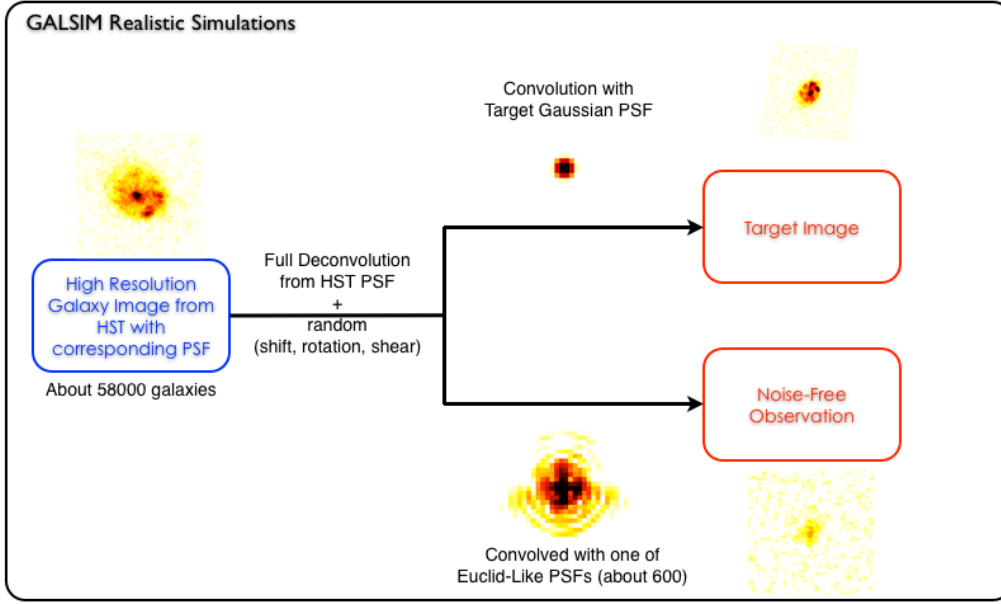 GALSIM Realistic Simulations
Convolution with
Target Gaussian PSF
Target Image
High Resolution
Galaxy Image from
HST with
corresponding PSF
About 58000 galaxies
Full Deconvolution
from HST PSF
+
random
(shift, rotation, shear)
Noise-Free
Observation
Convolved with one of
Euclid-Like PSFs (about 600)